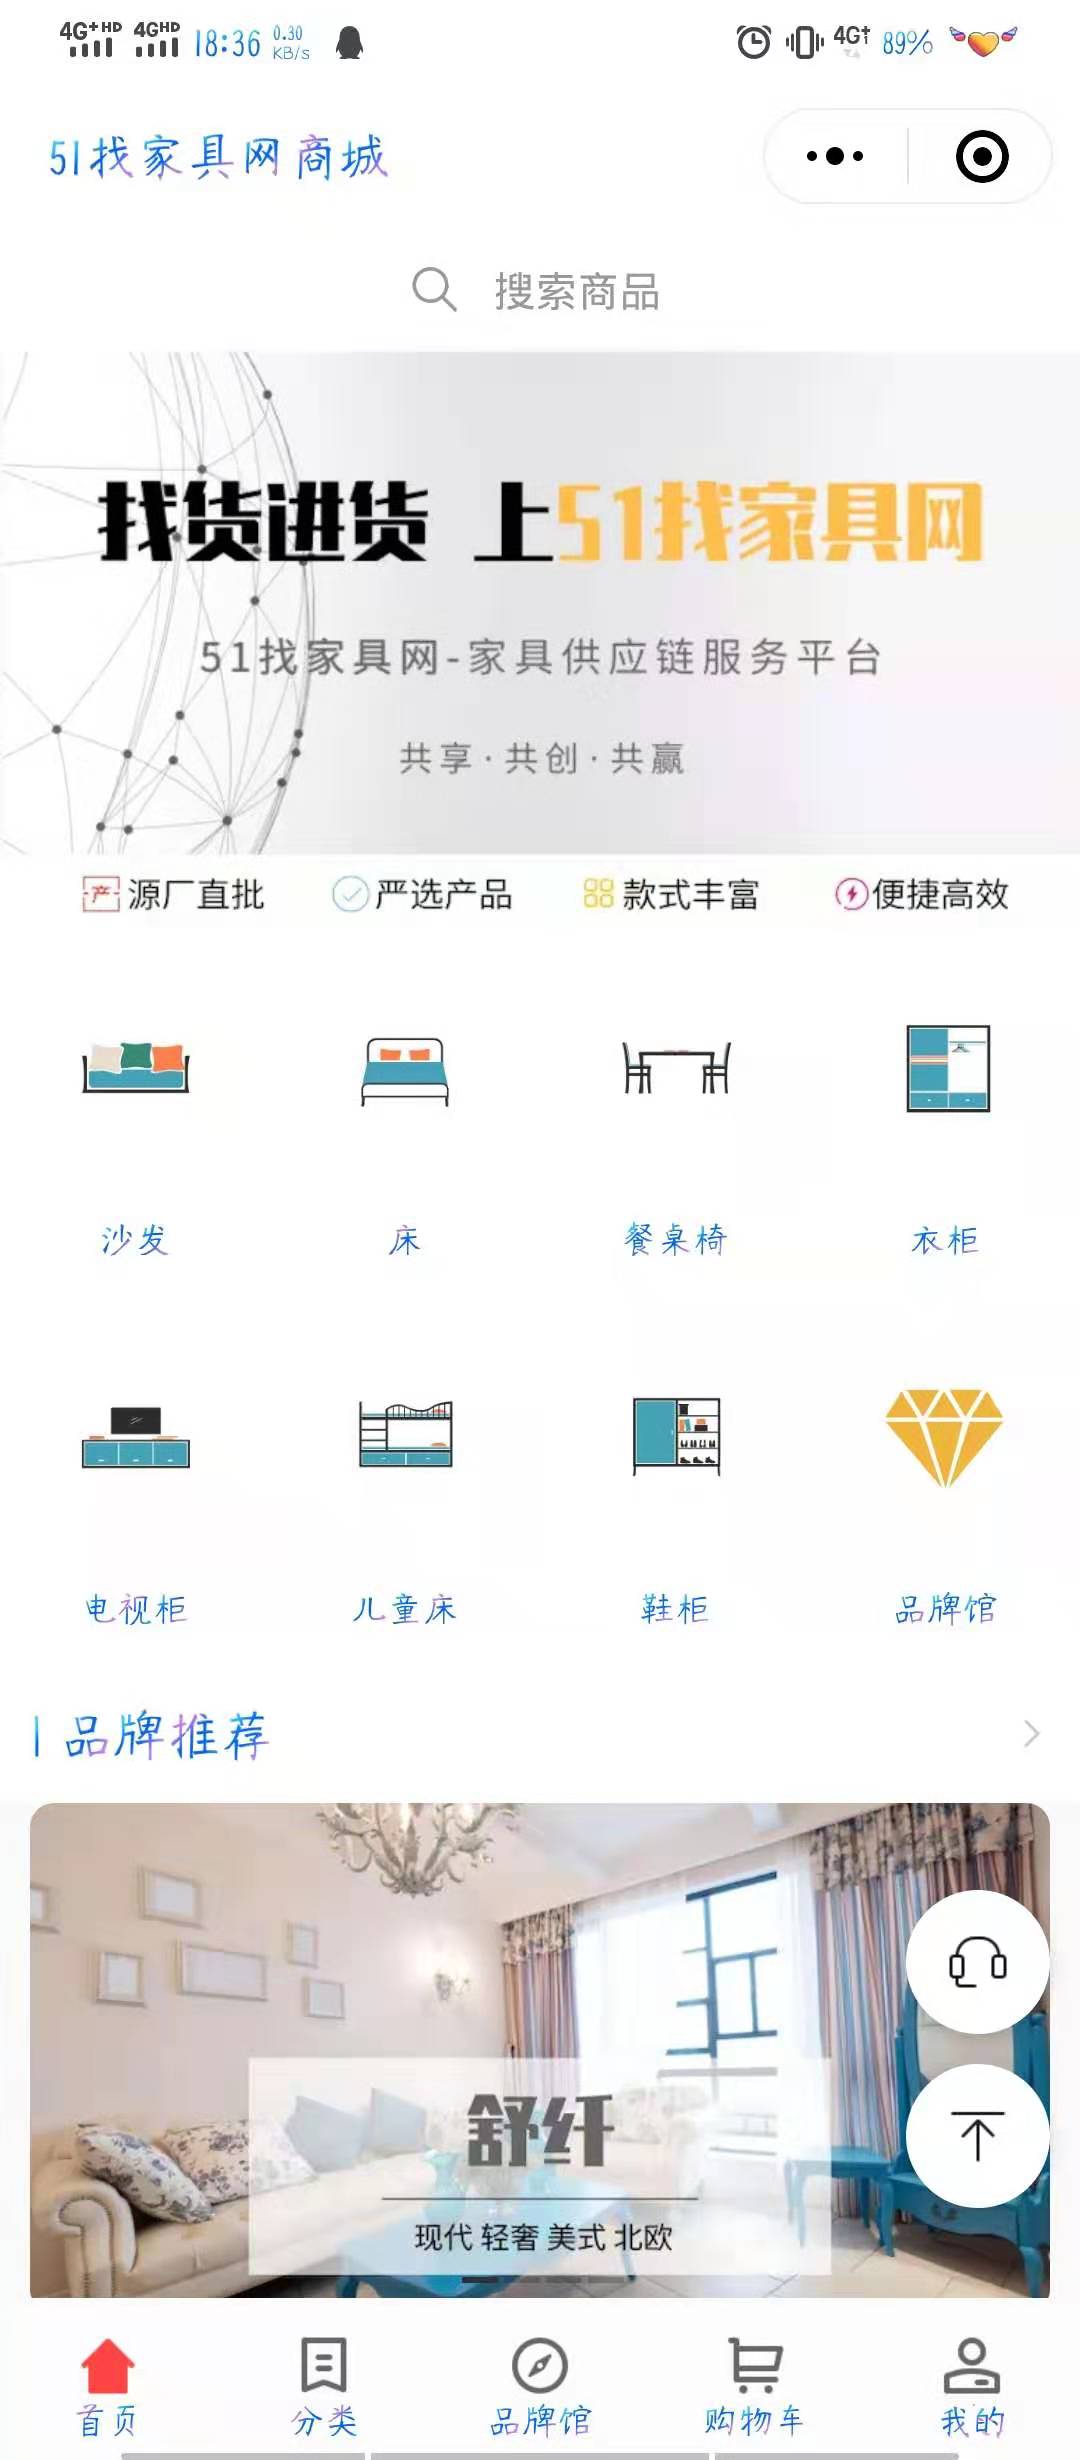 4G+HD 4GHD 18:36 0.30 KB/s 4G+ 89%
51找家具网商城
搜索商品
找货进货 上51找家具网
51找家具网-家具供应链服务平台
共享·共创·共赢
产 源厂直批 严选产品 款式丰富 便捷高效
沙发 床 餐桌椅 衣柜
电视柜 儿童床 鞋柜 品牌馆
品牌推荐
舒纤
现代 轻奢 美式 北欧
首页 分类 品牌馆 购物车 我的